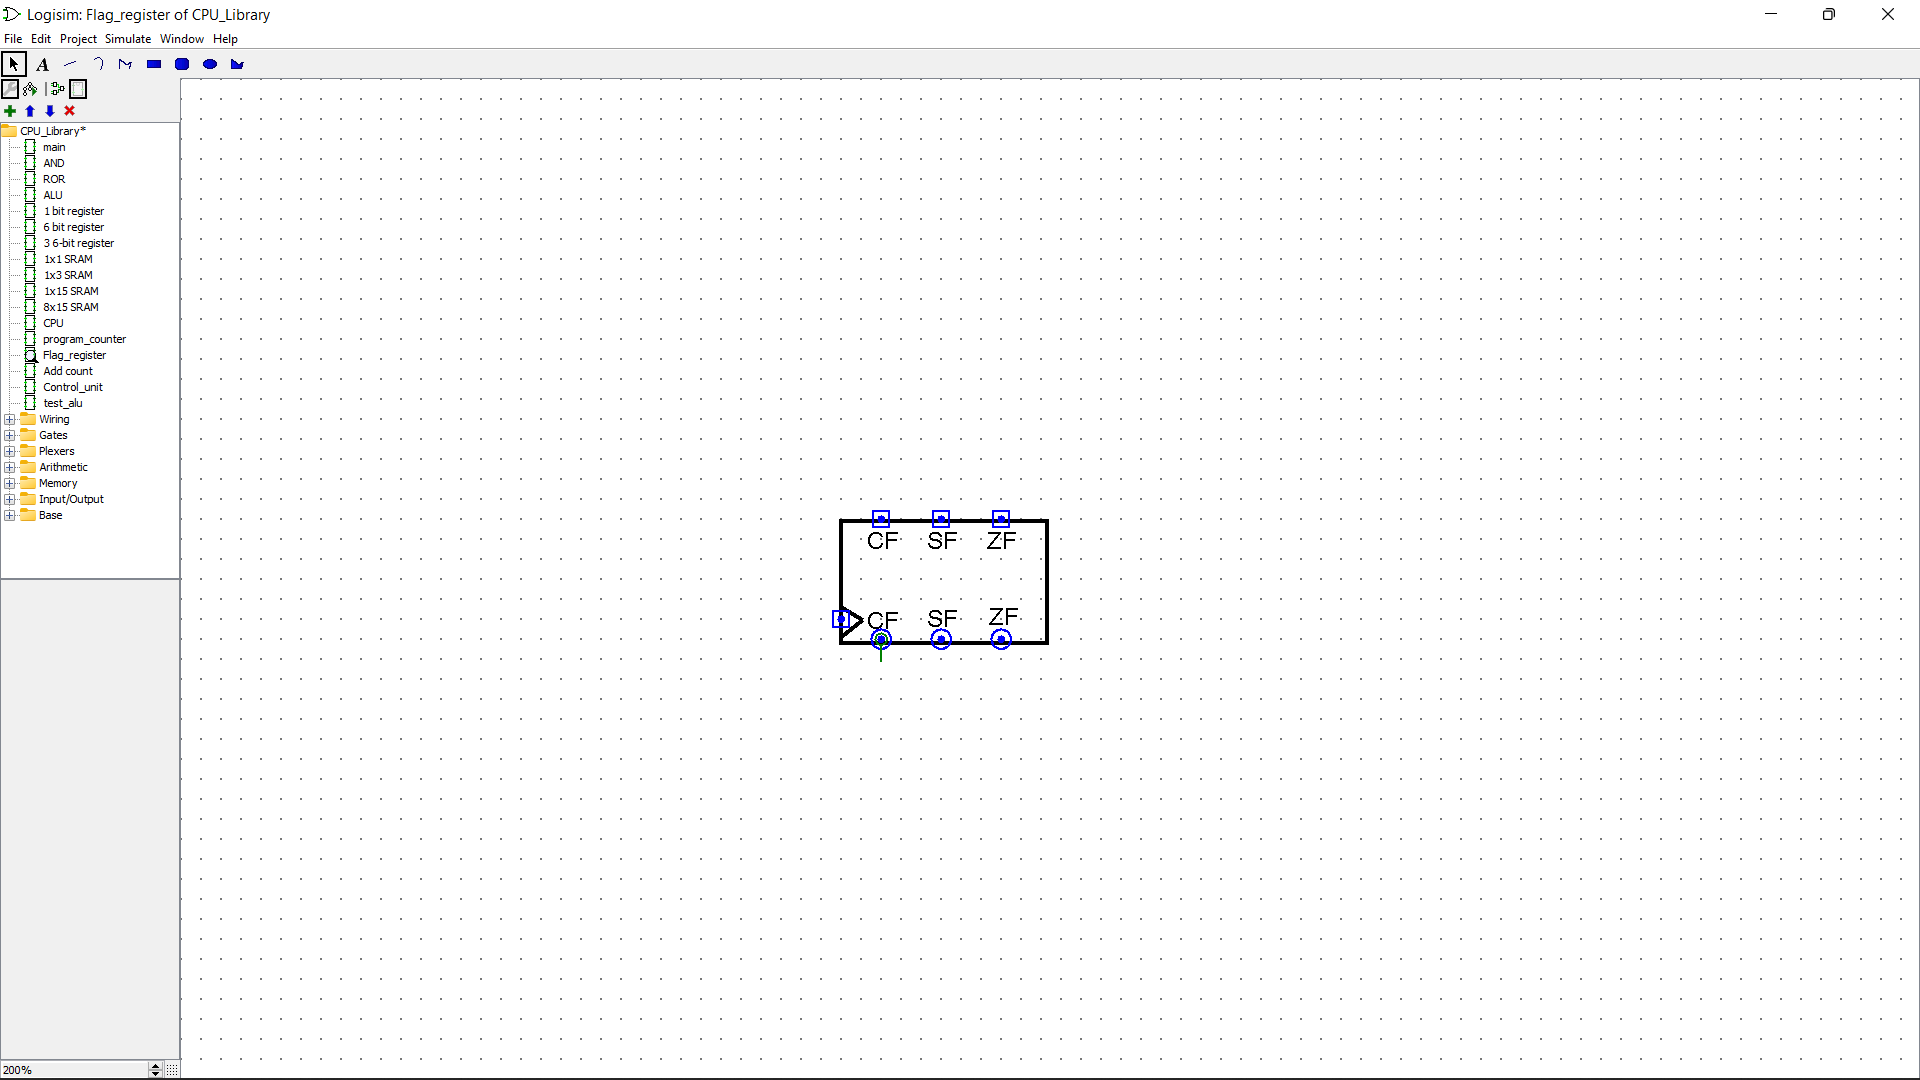 Logisim: Flag_register of CPU_Library
File Edit Project Simulate Window Help
A
CPU_Library*
main
AND
ROR
ALU
1 bit register
6 bit register
3 6-bit register
1x1 SRAM
1x3 SRAM
1x15 SRAM
8x15 SRAM
CPU
program_counter
Flag_register
Add count
Control_unit
test_alu
Wiring
Gates
Plexers
Arithmetic
Memory
Input/Output
Base
CF SF ZF
CF SF ZF
200%